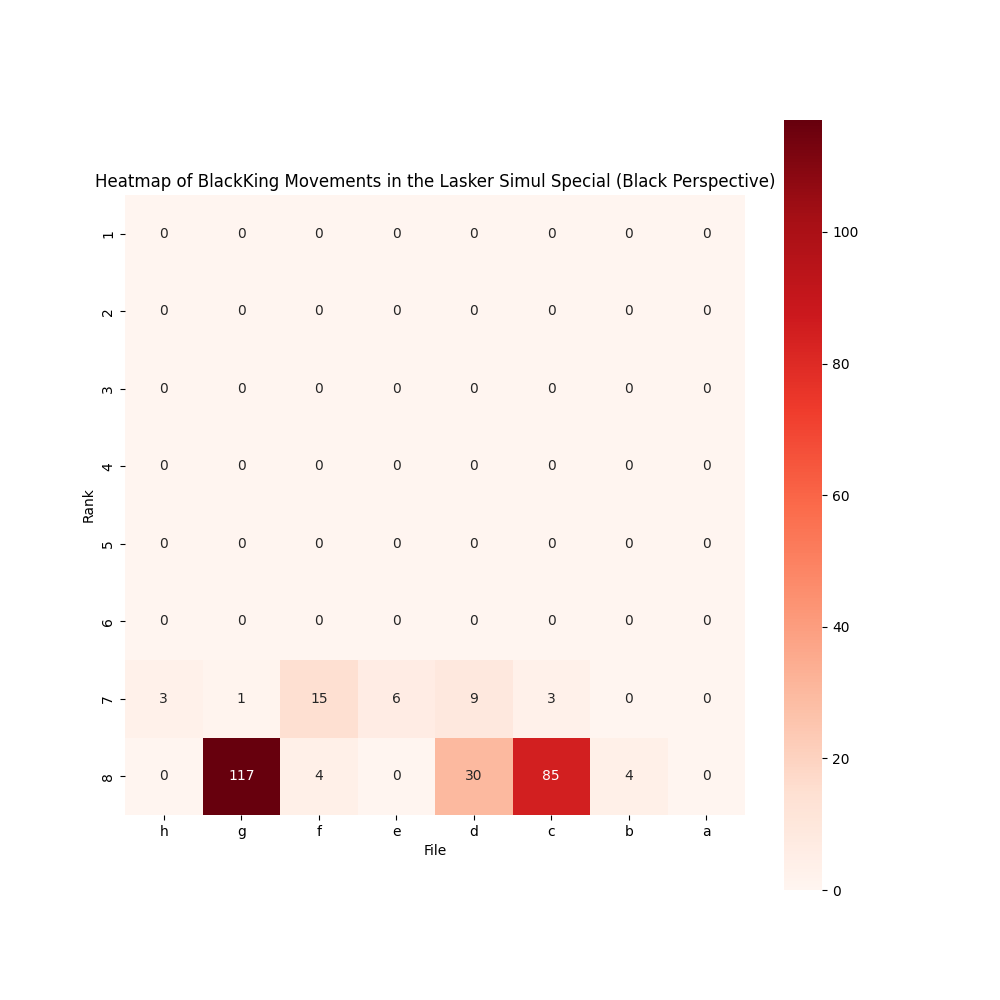 Heatmap of BlackKing Movements in the Lasker Simul Special (Black Perspective)
1 0 0 0 0 0 0 0 0
2 0 0 0 0 0 0 0 0
3 0 0 0 0 0 0 0 0
4 0 0 0 0 0 0 0 0
5 0 0 0 0 0 0 0 0
6 0 0 0 0 0 0 0 0
7 3 1 15 6 9 3 0 0
8 0 117 4 0 30 85 4 0
h g f e d c b a
File
Rank
100
80
60
40
20
0